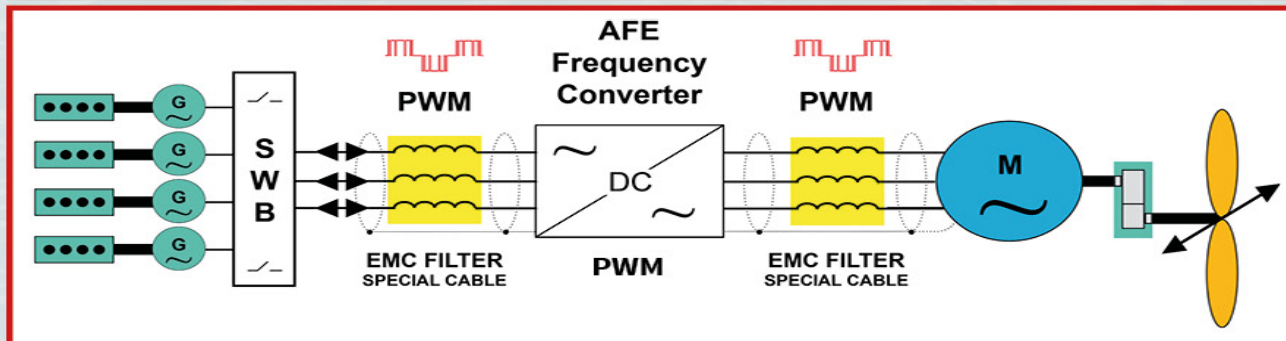 AFE
Frequency
Converter
PWM
PWM
G
G
G
G
S
W
B
DC
M
EMC FILTER
SPECIAL CABLE
PWM
EMC FILTER
SPECIAL CABLE